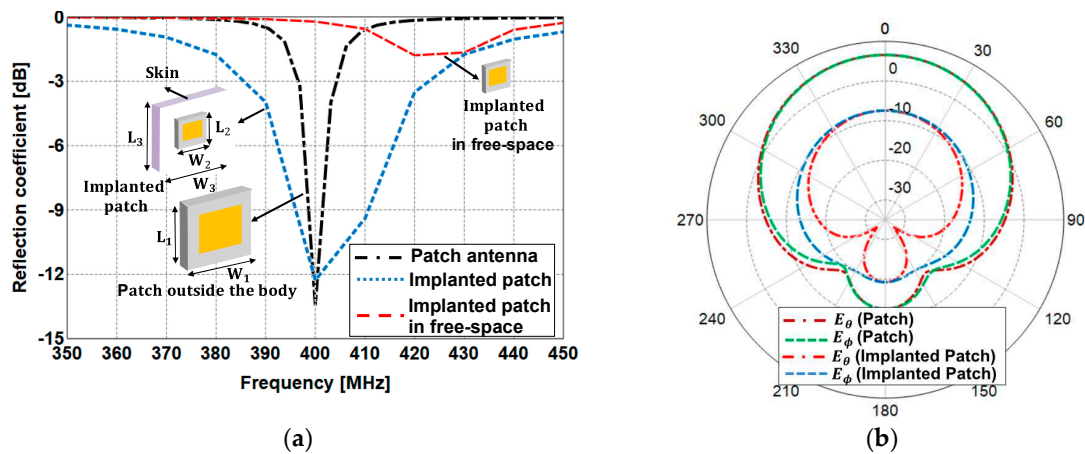 Reflection coefficient [dB]
0
-3
-6
-9
-12
-15
350 360 370 380 390 400 410 420 430 440 450
Frequency [MHz]
Skin
L3
L2
W2
W3
Implanted
patch
L1
W1
Patch outside the body
Implanted
patch
in free-space
Patch antenna
Implanted patch
Implanted patch
in free-space
(a)
0
330
30
300
60
270
90
240
120
210
150
180
0
-10
-20
-30
Eθ (Patch)
Eϕ (Patch)
Eθ (Implanted Patch)
Eϕ (Implanted Patch)
(b)